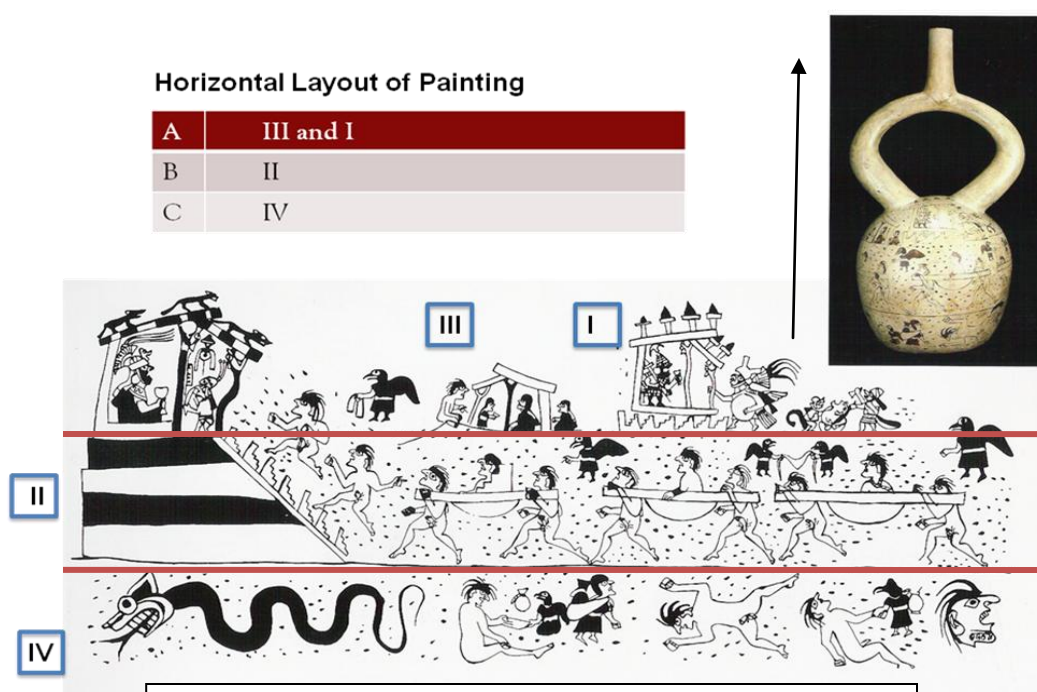 Horizontal Layout of Painting
A III and I
B II
C IV
III I
II
IV